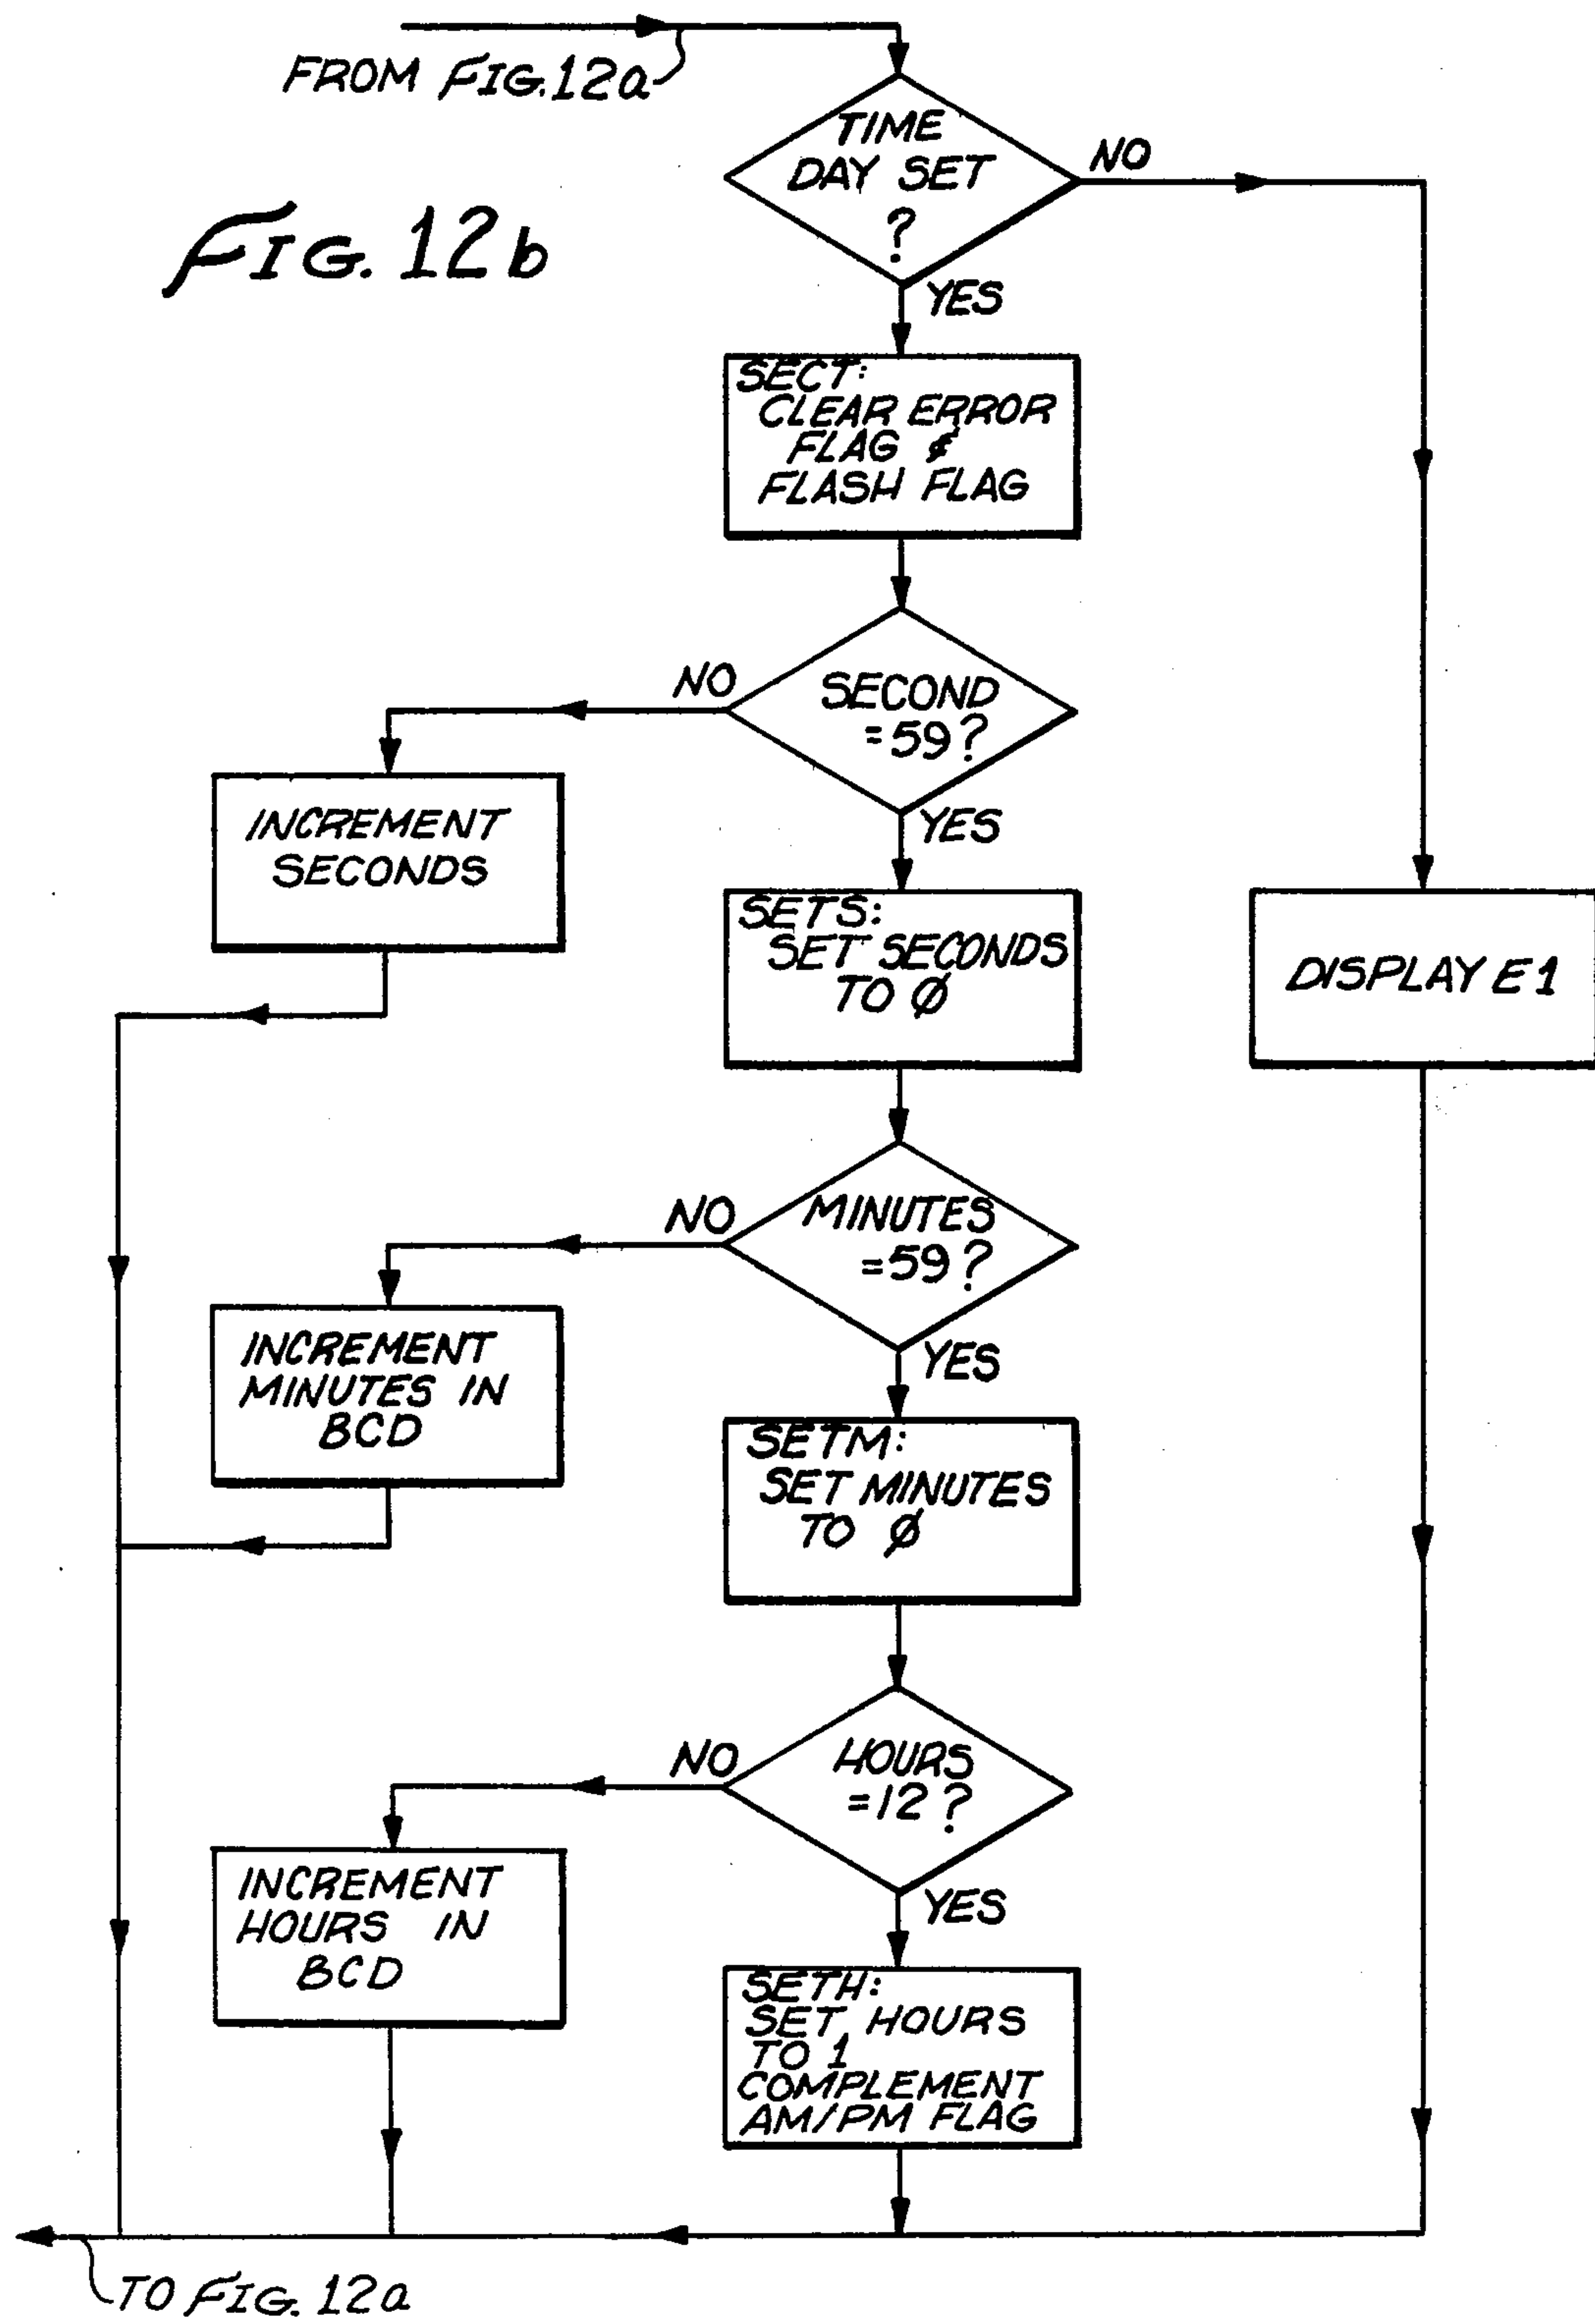 FROM FIG. 12a
FIG. 12b
TIME
DAY SET
?
NO
YES
SECT:
CLEAR ERROR
FLAG &
FLASH FLAG
NO
SECOND
=59?
YES
INCREMENT
SECONDS
SETS:
SET SECONDS
TO Ø
DISPLAY E1
NO
MINUTES
=59?
YES
INCREMENT
MINUTES IN
BCD
SETM:
SET MINUTES
TO Ø
NO
HOURS
=12?
YES
INCREMENT
HOURS IN
BCD
SETH:
SET HOURS
TO 1
COMPLEMENT
AM/PM FLAG
TO FIG. 12a